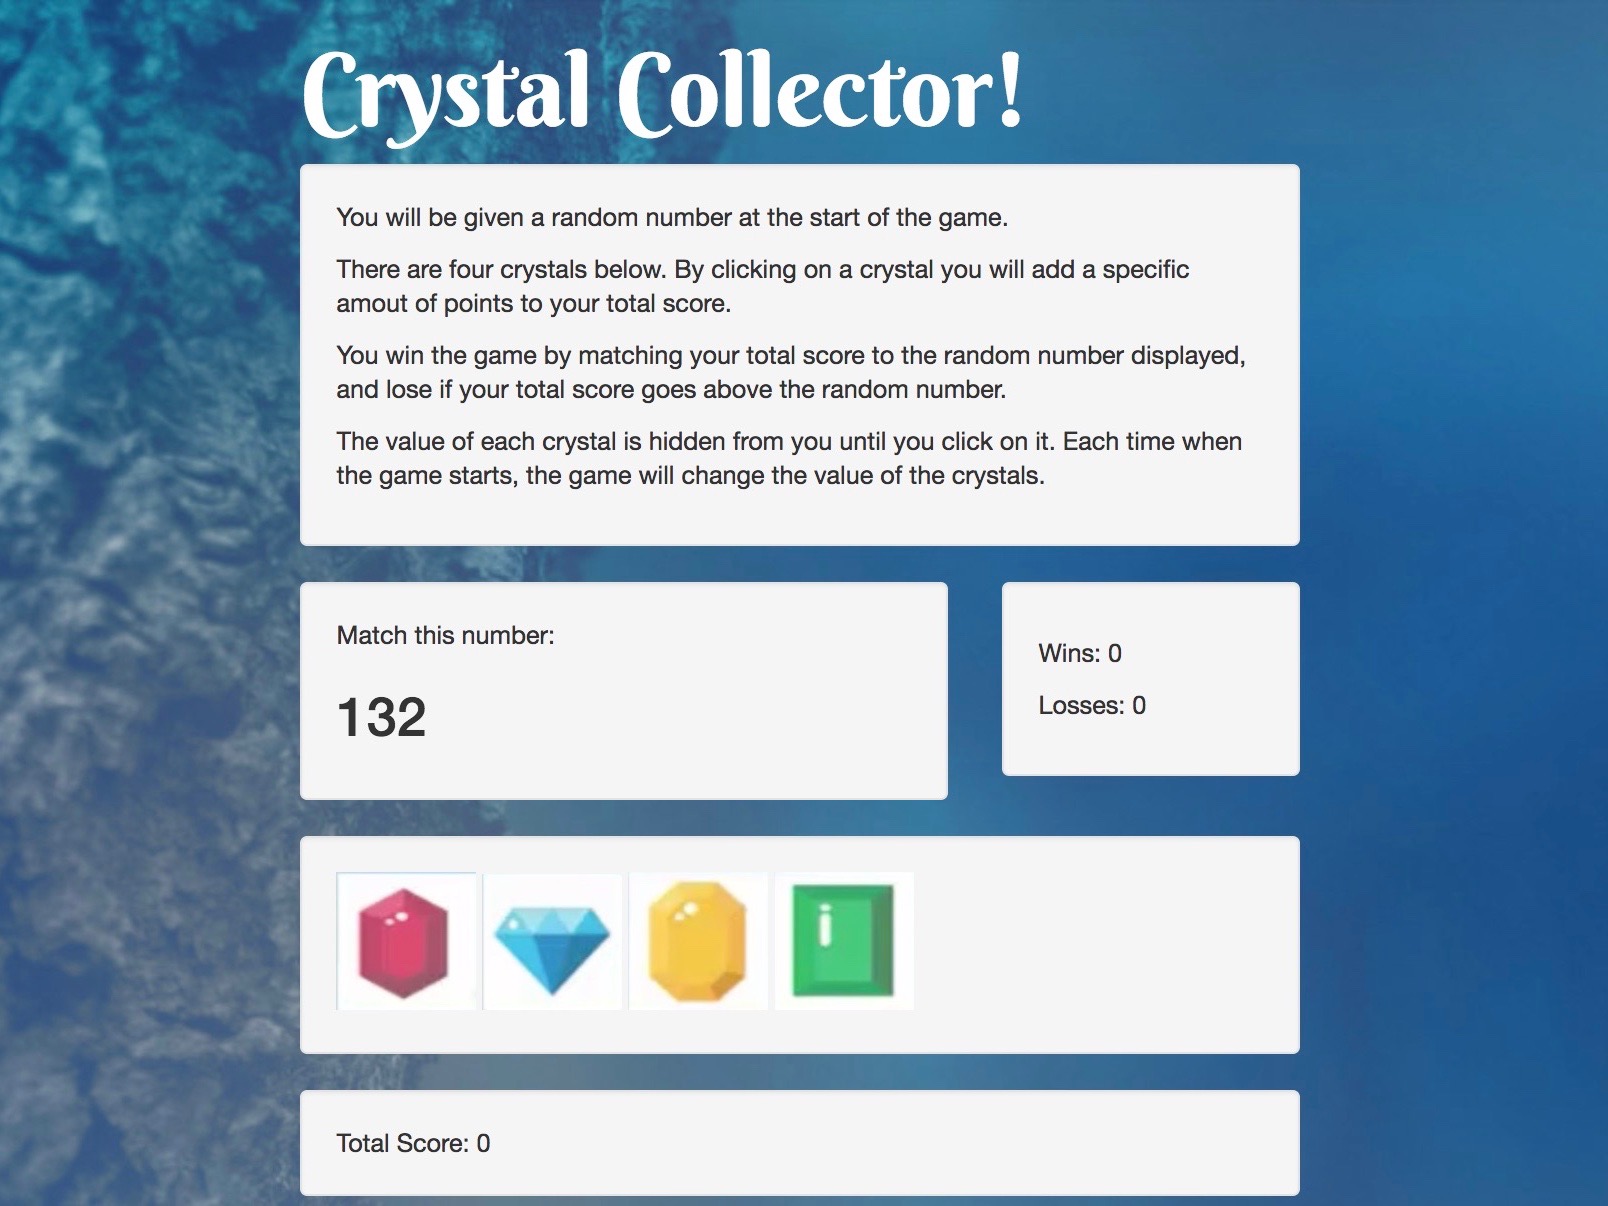 Crystal Collector!
You will be given a random number at the start of the game.
There are four crystals below. By clicking on a crystal you will add a specific
amout of points to your total score.
You win the game by matching your total score to the random number displayed,
and lose if your total score goes above the random number.
The value of each crystal is hidden from you until you click on it. Each time when
the game starts, the game will change the value of the crystals.
Match this number:
132
Wins: 0
Losses: 0
Total Score: 0